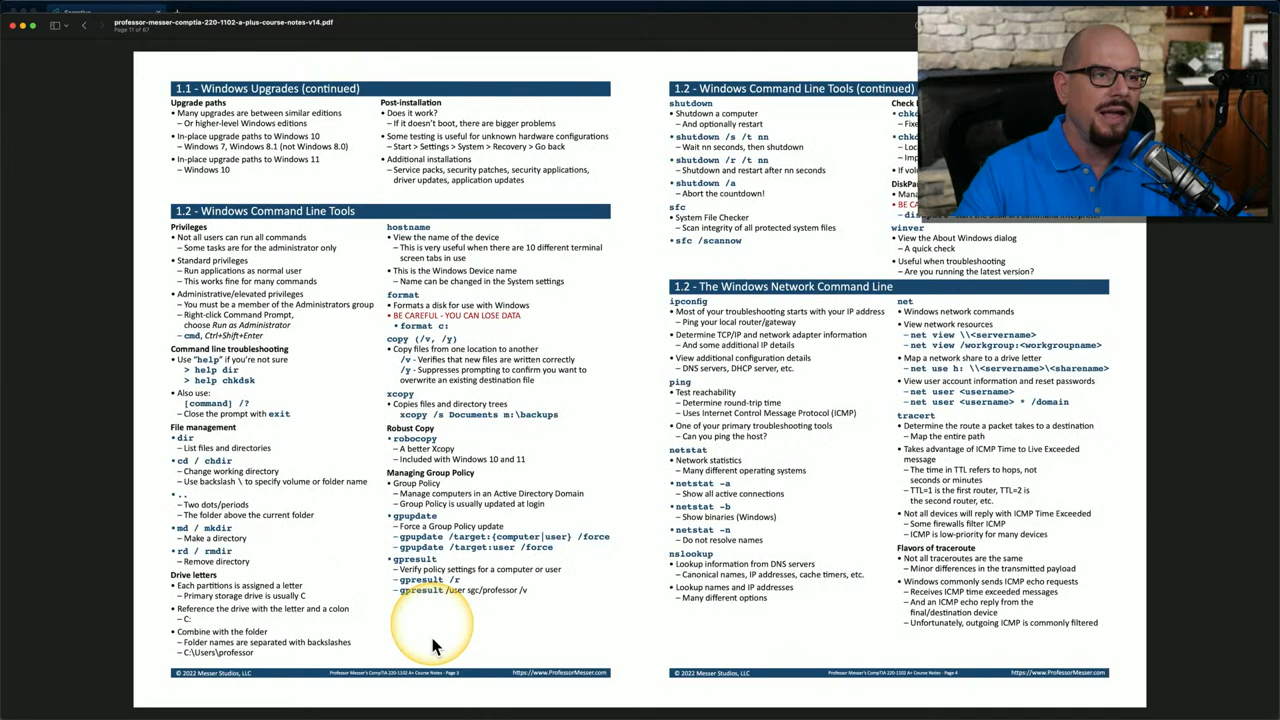 professor-messer-comptia-220-1102-a-plus-course-notes-v14.pdf
Page 11 of 67
1.1 - Windows Upgrades (continued)
Upgrade paths
• Many upgrades are between similar editions
– Or higher-level Windows editions
• In-place upgrade paths to Windows 10
– Windows 7, Windows 8.1 (not Windows 8.0)
• In-place upgrade paths to Windows 11
– Windows 10
Post-installation
• Does it work?
– If it doesn't boot, there are bigger problems
• Some testing is useful for unknown hardware configurations
– Start > Settings > System > Recovery > Go back
• Additional installations
– Service packs, security patches, security applications,
driver updates, application updates
1.2 - Windows Command Line Tools
Privileges
• Not all users can run all commands
– Some tasks are for the administrator only
• Standard privileges
– Run applications as normal user
– This works fine for many commands
• Administrative/elevated privileges
– You must be a member of the Administrators group
– Right-click Command Prompt,
choose Run as Administrator
– cmd, Ctrl+Shift+Enter
Command line troubleshooting
• Use "help" if you're not sure
> help dir
> help chkdsk
• Also use:
[command] /?
– Close the prompt with exit
File management
• dir
– List files and directories
• cd / chdir
– Change working directory
– Use backslash \ to specify volume or folder name
• ..
– Two dots/periods
– The folder above the current folder
• md / mkdir
– Make a directory
• rd / rmdir
– Remove directory
Drive letters
• Each partitions is assigned a letter
– Primary storage drive is usually C
• Reference the drive with the letter and a colon
– C:
• Combine with the folder
– Folder names are separated with backslashes
– C:\Users\professor
hostname
• View the name of the device
– This is very useful when there are 10 different terminal
screen tabs in use
• This is the Windows Device name
– Name can be changed in the System settings
format
• Formats a disk for use with Windows
• BE CAREFUL - YOU CAN LOSE DATA
• format c:
copy (/v, /y)
• Copy files from one location to another
/v - Verifies that new files are written correctly
/y - Suppresses prompting to confirm you want to
overwrite an existing destination file
xcopy
• Copies files and directory trees
xcopy /s Documents m:\backups
Robust Copy
• robocopy
– A better Xcopy
– Included with Windows 10 and 11
Managing Group Policy
• Group Policy
– Manage computers in an Active Directory Domain
– Group Policy is usually updated at login
• gpupdate
– Force a Group Policy update
– gpupdate /target:{computer|user} /force
– gpupdate /target:user /force
• gpresult
– Verify policy settings for a computer or user
– gpresult /r
– gpresult /user sgc/professor /v
© 2022 Messer Studios, LLC
Professor Messer's CompTIA 220-1102 A+ Course Notes - Page 3
https://www.ProfessorMesser.com
1.2 - Windows Command Line Tools (continued)
shutdown
• Shutdown a computer
– And optionally restart
• shutdown /s /t nn
– Wait nn seconds, then shutdown
• shutdown /r /t nn
– Shutdown and restart after nn seconds
• shutdown /a
– Abort the countdown!
sfc
• System File Checker
– Scan integrity of all protected system files
• sfc /scannow
Check
•
• If
winver
• View the About Windows dialog
– A quick check
• Useful when troubleshooting
– Are you running the latest version?
1.2 - The Windows Network Command Line
ipconfig
• Most of your troubleshooting starts with your IP address
– Ping your local router/gateway
• Determine TCP/IP and network adapter information
– And some additional IP details
• View additional configuration details
– DNS servers, DHCP server, etc.
ping
• Test reachability
– Determine round-trip time
– Uses Internet Control Message Protocol (ICMP)
• One of your primary troubleshooting tools
– Can you ping the host?
netstat
• Network statistics
– Many different operating systems
• netstat -a
– Show all active connections
• netstat -b
– Show binaries (Windows)
• netstat -n
– Do not resolve names
nslookup
• Lookup information from DNS servers
– Canonical names, IP addresses, cache timers, etc.
• Lookup names and IP addresses
– Many different options
net
• Windows network commands
• View network resources
– net view \\<servername>
– net view /workgroup:<workgroupname>
• Map a network share to a drive letter
– net use h: \\<servername>\<sharename>
• View user account information and reset passwords
– net user <username>
– net user <username> * /domain
tracert
• Determine the route a packet takes to a destination
– Map the entire path
• Takes advantage of ICMP Time to Live Exceeded
message
– The time in TTL refers to hops, not
seconds or minutes
– TTL=1 is the first router, TTL=2 is
the second router, etc.
• Not all devices will reply with ICMP Time Exceeded
– Some firewalls filter ICMP
– ICMP is low-priority for many devices
Flavors of traceroute
• Not all traceroutes are the same
– Minor differences in the transmitted payload
• Windows commonly sends ICMP echo requests
– Receives ICMP time exceeded messages
– And an ICMP echo reply from the
final/destination device
– Unfortunately, outgoing ICMP is commonly filtered
© 2022 Messer Studios, LLC
Professor Messer's CompTIA 220-1102 A+ Course Notes - Page 4
https://www.ProfessorMesser.com